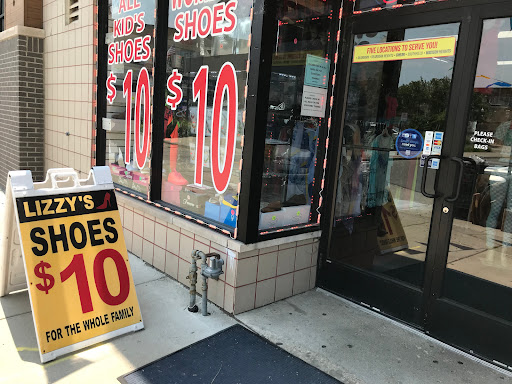 ALL
KID'S
SHOES
$10
SHOES
$10
FIVE LOCATIONS TO SERVE YOU!
PLEASE
CHECK-IN
BAGS
LIZZY'S
SHOES
$10
FOR THE WHOLE FAMILY